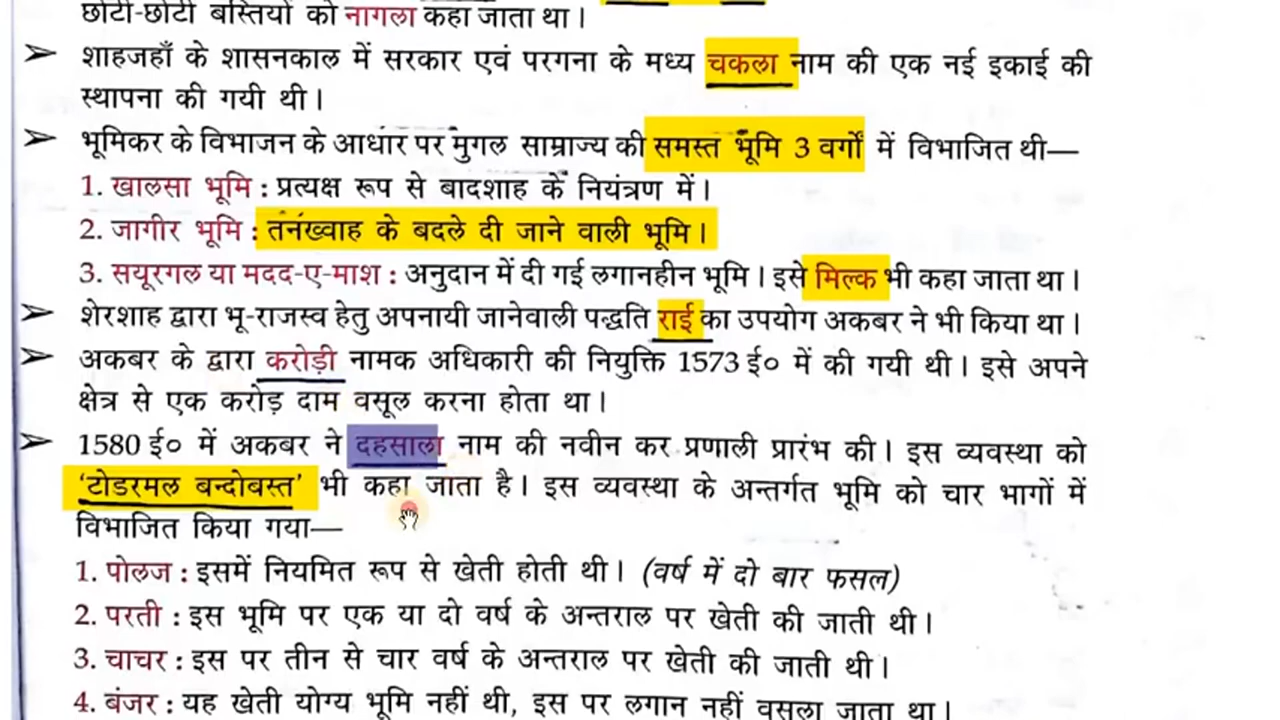 छोटी-छोटी बस्तियों को नागला कहा जाता था।
➢ शाहजहाँ के शासनकाल में सरकार एवं परगना के मध्य चकला नाम की एक नई इकाई की
स्थापना की गयी थी।
➢ भूमिकर के विभाजन के आधार पर मुगल साम्राज्य की समस्त भूमि 3 वर्गों में विभाजित थी—
1. खालसा भूमि : प्रत्यक्ष रूप से बादशाह के नियंत्रण में।
2. जागीर भूमि : तनख्वाह के बदले दी जाने वाली भूमि।
3. सयूरगल या मदद-ए-माश : अनुदान में दी गई लगानहीन भूमि। इसे मिल्क भी कहा जाता था।
➢ शेरशाह द्वारा भू-राजस्व हेतु अपनायी जानेवाली पद्धति राई का उपयोग अकबर ने भी किया था।
➢ अकबर के द्वारा करोड़ी नामक अधिकारी की नियुक्ति 1573 ई० में की गयी थी। इसे अपने
क्षेत्र से एक करोड़ दाम वसूल करना होता था।
➢ 1580 ई० में अकबर ने दहसाला नाम की नवीन कर प्रणाली प्रारंभ की। इस व्यवस्था को
‘टोडरमल बन्दोबस्त’ भी कहा जाता है। इस व्यवस्था के अन्तर्गत भूमि को चार भागों में
विभाजित किया गया—
1. पोलज : इसमें नियमित रूप से खेती होती थी। (वर्ष में दो बार फसल)
2. परती : इस भूमि पर एक या दो वर्ष के अन्तराल पर खेती की जाती थी।
3. चाचर : इस पर तीन से चार वर्ष के अन्तराल पर खेती की जाती थी।
4. बंजर : यह खेती योग्य भूमि नहीं थी, इस पर लगान नहीं वसूला जाता था।